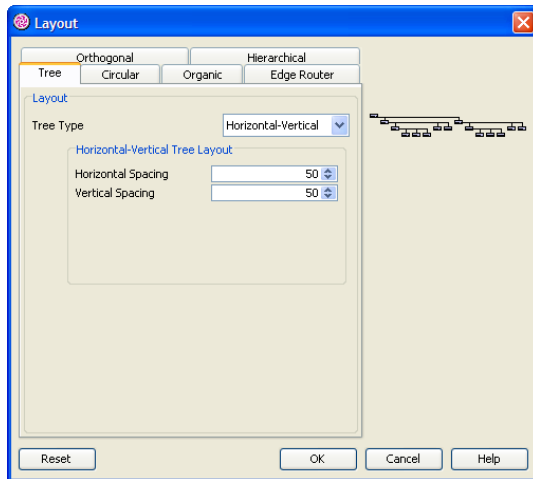 Layout
Orthogonal Hierarchical
Tree Circular Organic Edge Router
Layout
Tree Type Horizontal-Vertical
Horizontal-Vertical Tree Layout
Horizontal Spacing 50
Vertical Spacing 50
Reset OK Cancel Help